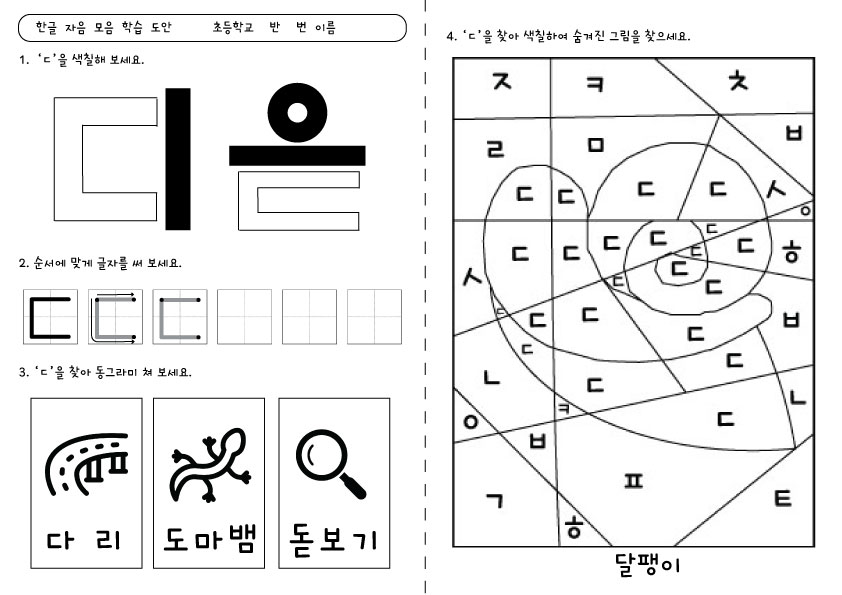 한글 자음 모음 학습 도안 초등학교 반 번 이름
1. ‘ㄷ’을 색칠해 보세요.
디읃
2. 순서에 맞게 글자를 써 보세요.
ㄷ ㄷ ㄷ
3. ‘ㄷ’을 찾아 동그라미 쳐 보세요.
다 리
도마뱀
돋보기
4. ‘ㄷ’을 찾아 색칠하여 숨겨진 그림을 찾으세요.
ㅈ ㅋ ㅊ
ㄹ ㅁ ㅂ
ㄷ ㄷ ㄷ ㄷ ㅅ
ㅇ
ㄷ ㄷ ㄷ ㄷ ㄷ ㄷ ㄷ ㅎ
ㅅ ㄷ ㄷ ㄷ
ㄷ ㄷ ㄷ ㄷ ㅂ
ㄷ ㄷ
ㄴ ㄷ ㄴ
ㅇ ㅋ ㄷ
ㅂ
ㄱ ㅍ ㅌ
ㅎ
달팽이